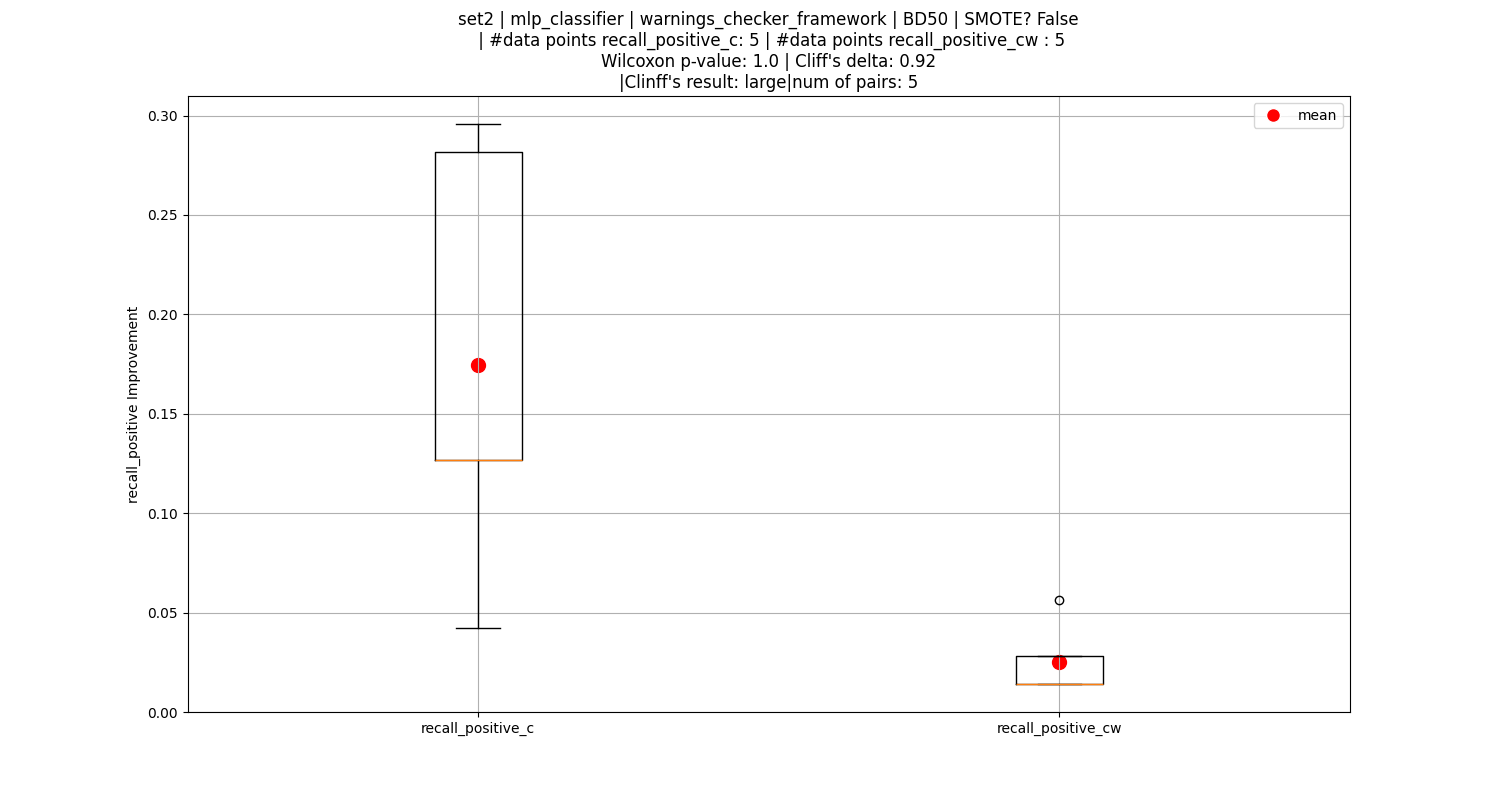 set2 | mlp_classifier | warnings_checker_framework | BD50 | SMOTE? False
| #data points recall_positive_c: 5 | #data points recall_positive_cw : 5
Wilcoxon p-value: 1.0 | Cliff's delta: 0.92
|Clinff's result: large|num of pairs: 5
mean
0.30
0.25
0.20
0.15
0.10
0.05
0.00
recall_positive Improvement
recall_positive_c
recall_positive_cw